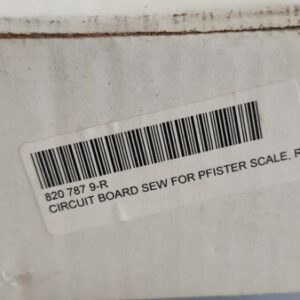 820 787 9-R
CIRCUIT BOARD SEW FOR PFISTER SCALE, R